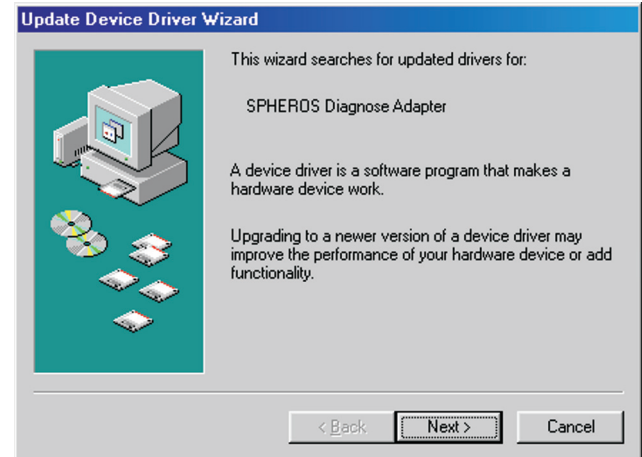 Update Device Driver Wizard
This wizard searches for updated drivers for:
SPHEROS Diagnose Adapter
A device driver is a software program that makes a
hardware device work.
Upgrading to a newer version of a device driver may
improve the performance of your hardware device or add
functionality.
< Back Next > Cancel